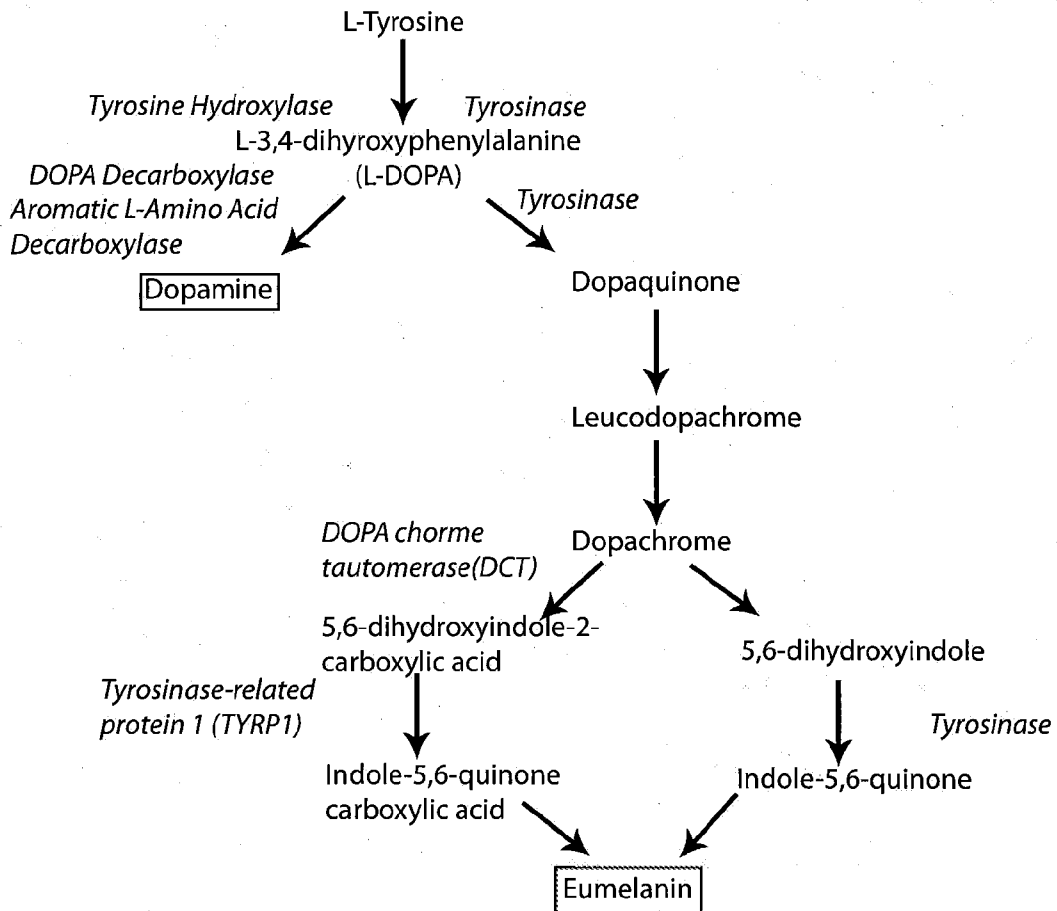 L-Tyrosine
Tyrosine Hydroxylase
Tyrosinase
L-3,4-dihyroxyphenylalanine
(L-DOPA)
DOPA Decarboxylase
Aromatic L-Amino Acid
Decarboxylase
Tyrosinase
Dopamine
Dopaquinone
Leucodopachrome
DOPA chorme
tautomerase(DCT)
Dopachrome
5,6-dihydroxyindole-2-
carboxylic acid
5,6-dihydroxyindole
Tyrosinase-related
protein 1 (TYRP1)
Tyrosinase
Indole-5,6-quinone
carboxylic acid
Indole-5,6-quinone
Eumelanin